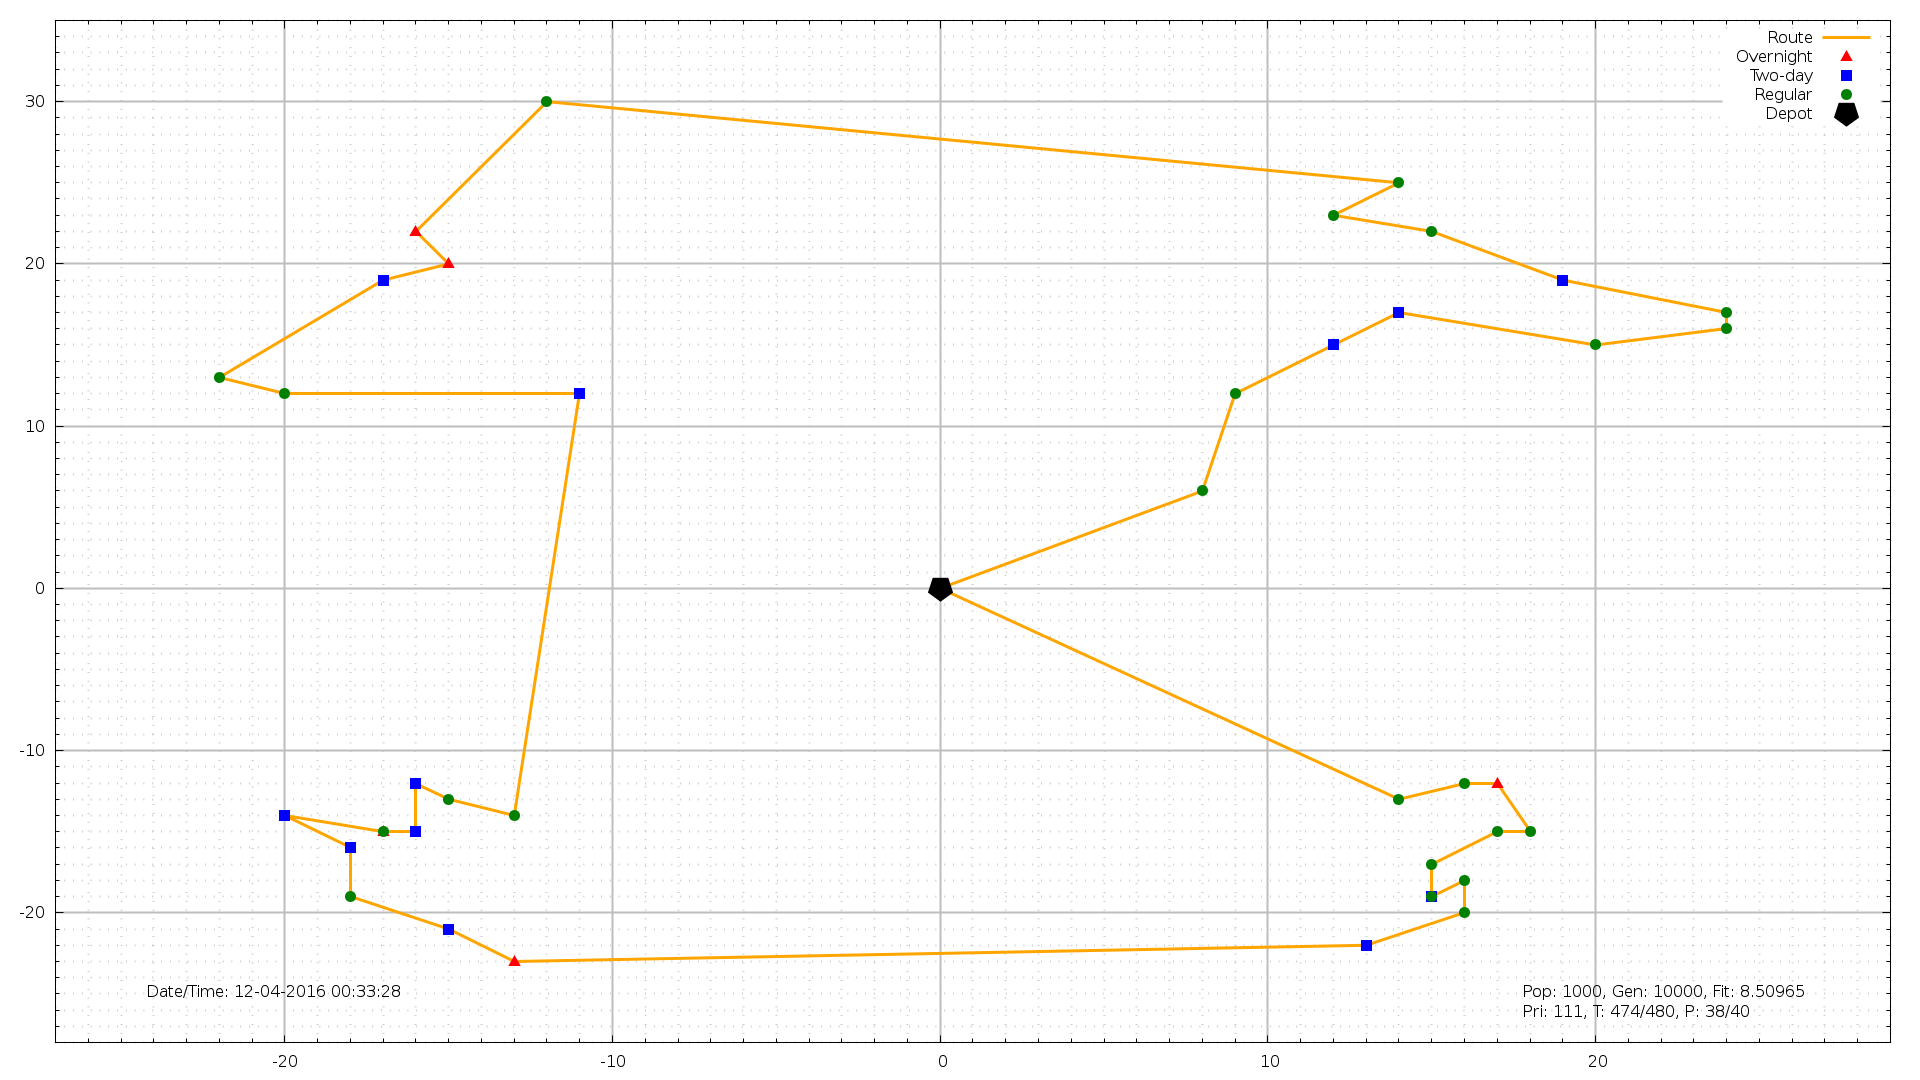 Route
Overnight
Two-day
Regular
Depot
30
20
10
0
-10
-20
Date/Time: 12-04-2016 00:33:28
Pop: 1000, Gen: 10000, Fit: 8.50965
Pri: 111, T: 474/480, P: 38/40
-20 -10 0 10 20